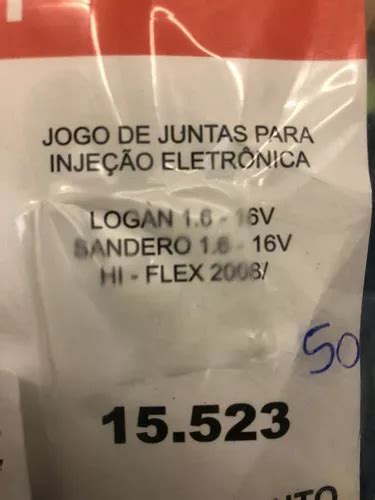 JOGO DE JUNTAS PARA
INJEÇÃO ELETRÔNICA
LOGAN 1.6 - 16V
SANDERO 1.6 - 16V
HI - FLEX 2008/
50
15.523